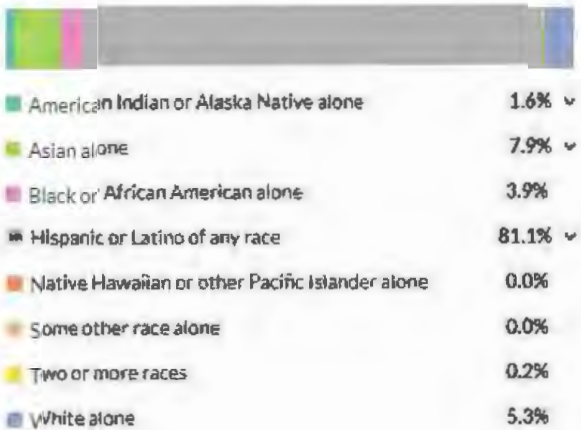 American Indian or Alaska Native alone 1.6%
Asian alone 7.9%
Black or African American alone 3.9%
Hispanic or Latino of any race 81.1%
Native Hawaiian or other Pacific Islander alone 0.0%
Some other race alone 0.0%
Two or more races 0.2%
White alone 5.3%